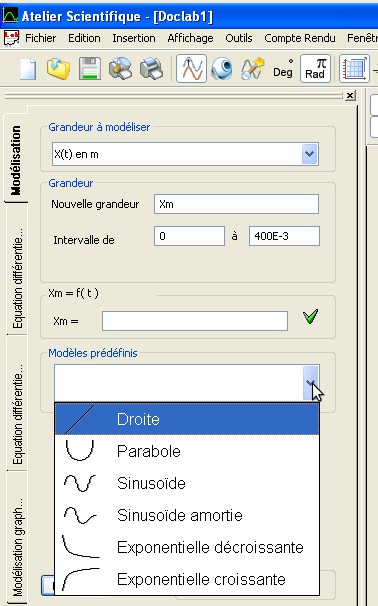 Atelier Scientifique - [Doclab1]
Fichier Edition Insertion Affichage Outils Compte Rendu Fenêtr
Deg° π Rad
Modélisation
Equation différentie...
Equation différentie...
Modélisation graph...
Grandeur à modéliser
X(t) en m
Grandeur
Nouvelle grandeur Xm
Intervalle de 0 à 400E-3
Xm = f( t )
Xm =
Modèles prédéfinis
Droite
Parabole
Sinusoïde
Sinusoïde amortie
Exponentielle décroissante
Exponentielle croissante